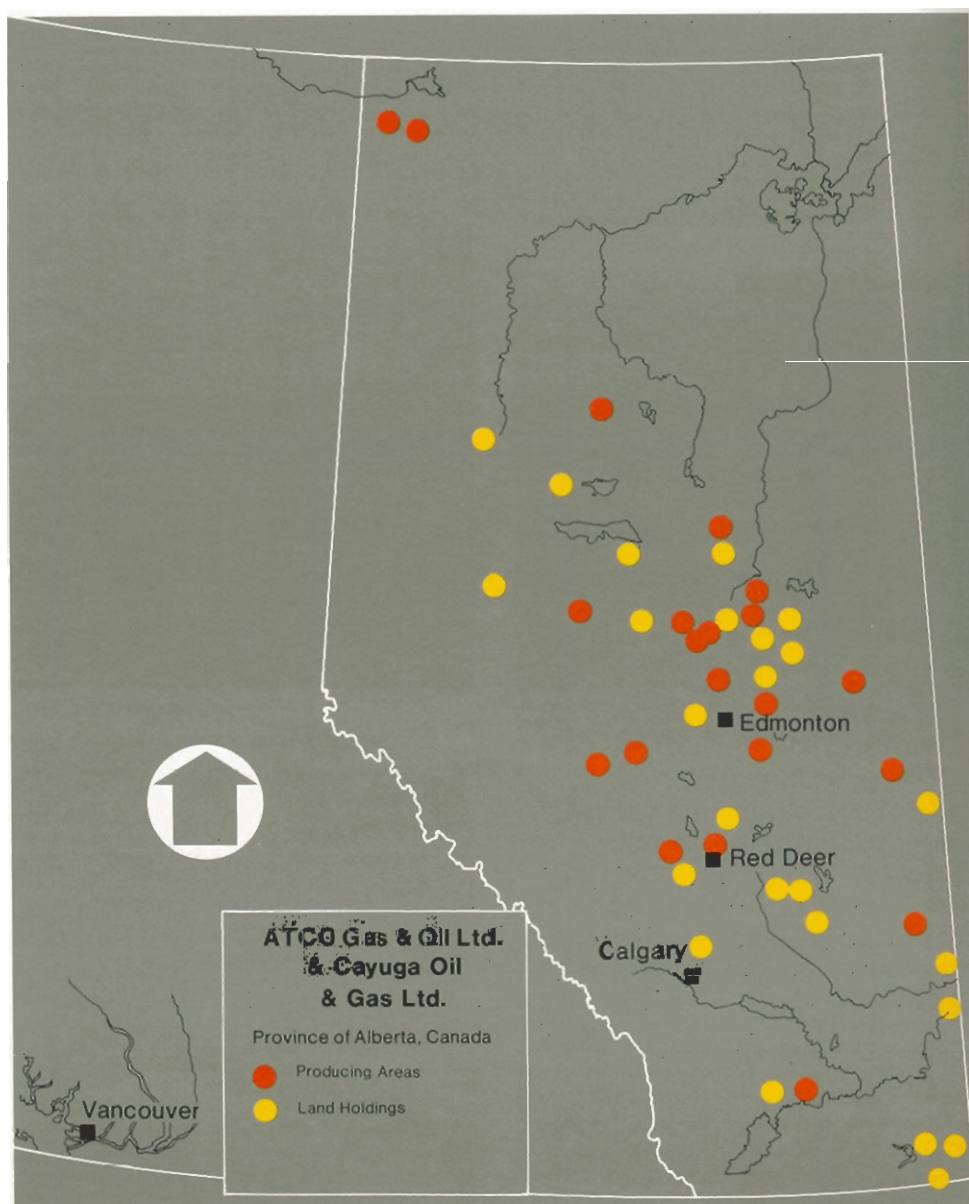 Edmonton
Red Deer
Calgary
Vancouver
ATCO Gas & Oil Ltd.
& Cayuga Oil
& Gas Ltd.
Province of Alberta, Canada
Producing Areas
Land Holdings